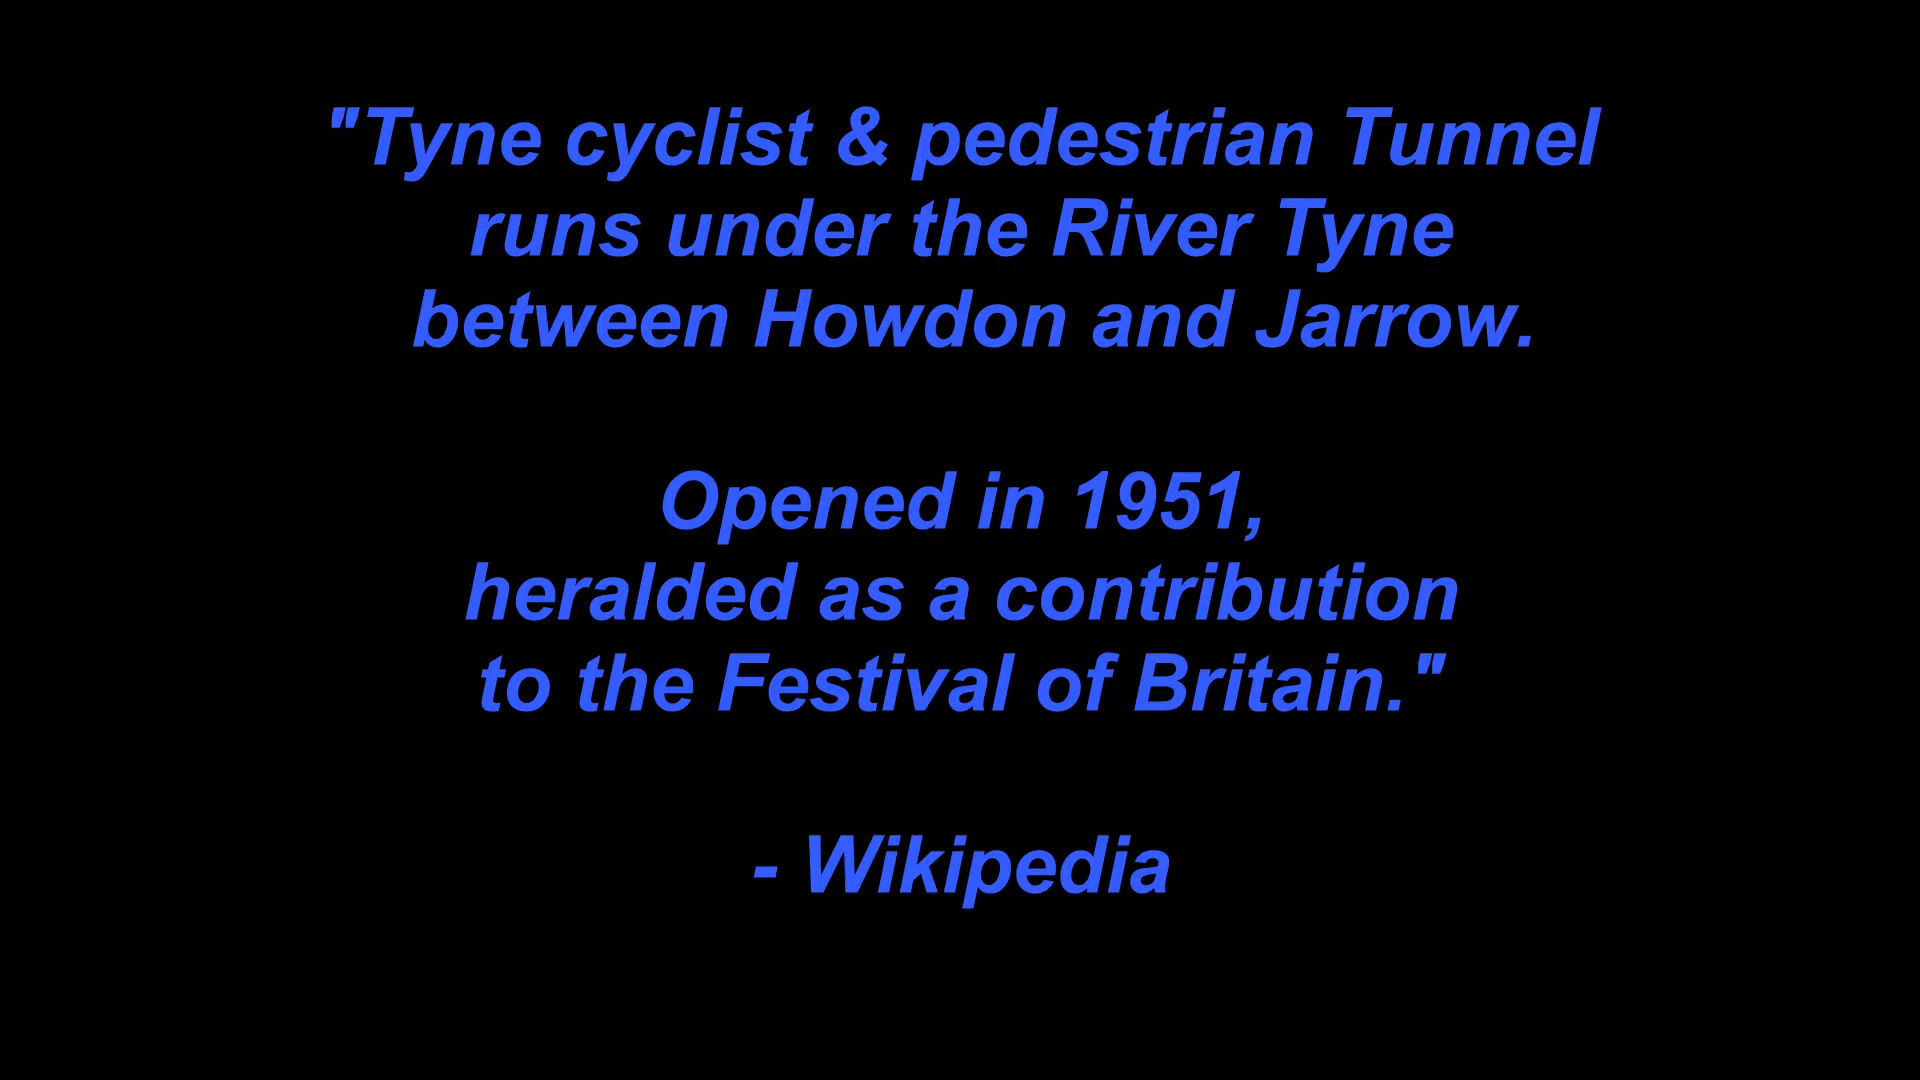 "Tyne cyclist & pedestrian Tunnel
runs under the River Tyne
between Howdon and Jarrow.
Opened in 1951,
heralded as a contribution
to the Festival of Britain."
- Wikipedia